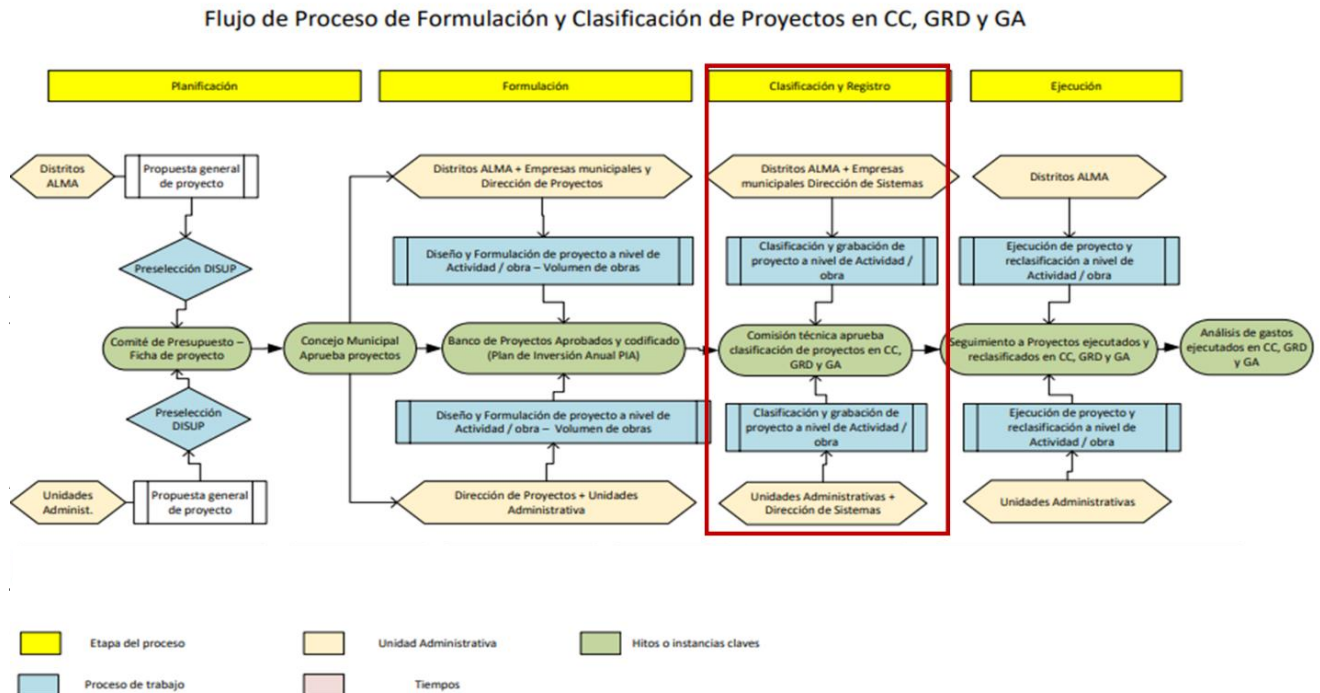 Flujo de Proceso de Formulación y Clasificación de Proyectos en CC, GRD y GA
Planificación
Formulación
Clasificación y Registro
Ejecución
Distritos
ALMA
Propuesta general
de proyecto
Distritos ALMA + Empresas municipales y
Dirección de Proyectos
Distritos ALMA + Empresas
municipales Dirección de Sistemas
Distritos ALMA
Preselección DISUP
Diseño y Formulación de proyecto a nivel de
Actividad / obra – Volumen de obras
Clasificación y grabación de
proyecto a nivel de Actividad /
obra
Ejecución de proyecto y
reclasificación a nivel de
Actividad / obra
Comité de Presupuesto –
Ficha de proyecto
Concejo Municipal
Aprueba proyectos
Banco de Proyectos Aprobados y codificado
(Plan de Inversión Anual PIA)
Comisión técnica aprueba
clasificación de proyectos en CC,
GRD y GA
Seguimiento a Proyectos ejecutados y
reclasificados en CC, GRD y GA
Análisis de gastos
ejecutados en CC, GRD
y GA
Preselección
DISUP
Diseño y Formulación de proyecto a nivel de
Actividad / obra – Volumen de obras
Clasificación y grabación de
proyecto a nivel de Actividad /
obra
Ejecución de proyecto y
reclasificación a nivel de
Actividad / obra
Unidades
Administ.
Propuesta general
de proyecto
Dirección de Proyectos + Unidades
Administrativa
Unidades Administrativas +
Dirección de Sistemas
Unidades Administrativas
Etapa del proceso
Unidad Administrativa
Hitos o instancias claves
Proceso de trabajo
Tiempos